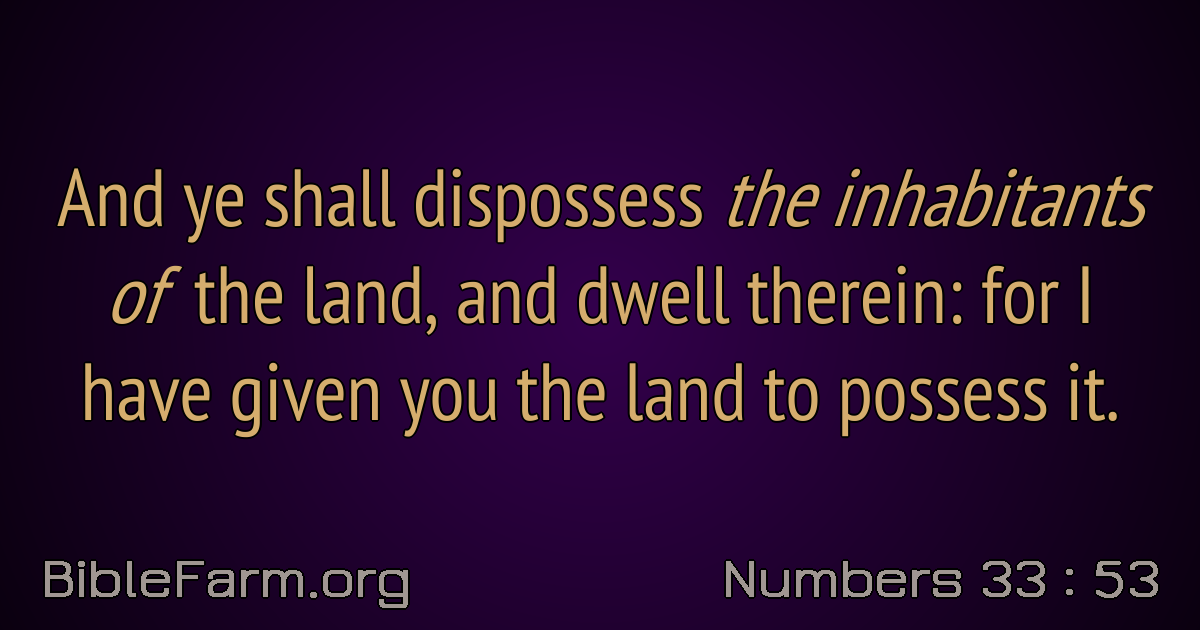 And ye shall dispossess the inhabitants
of the land, and dwell therein: for I
have given you the land to possess it.
BibleFarm.org
Numbers 33 : 53